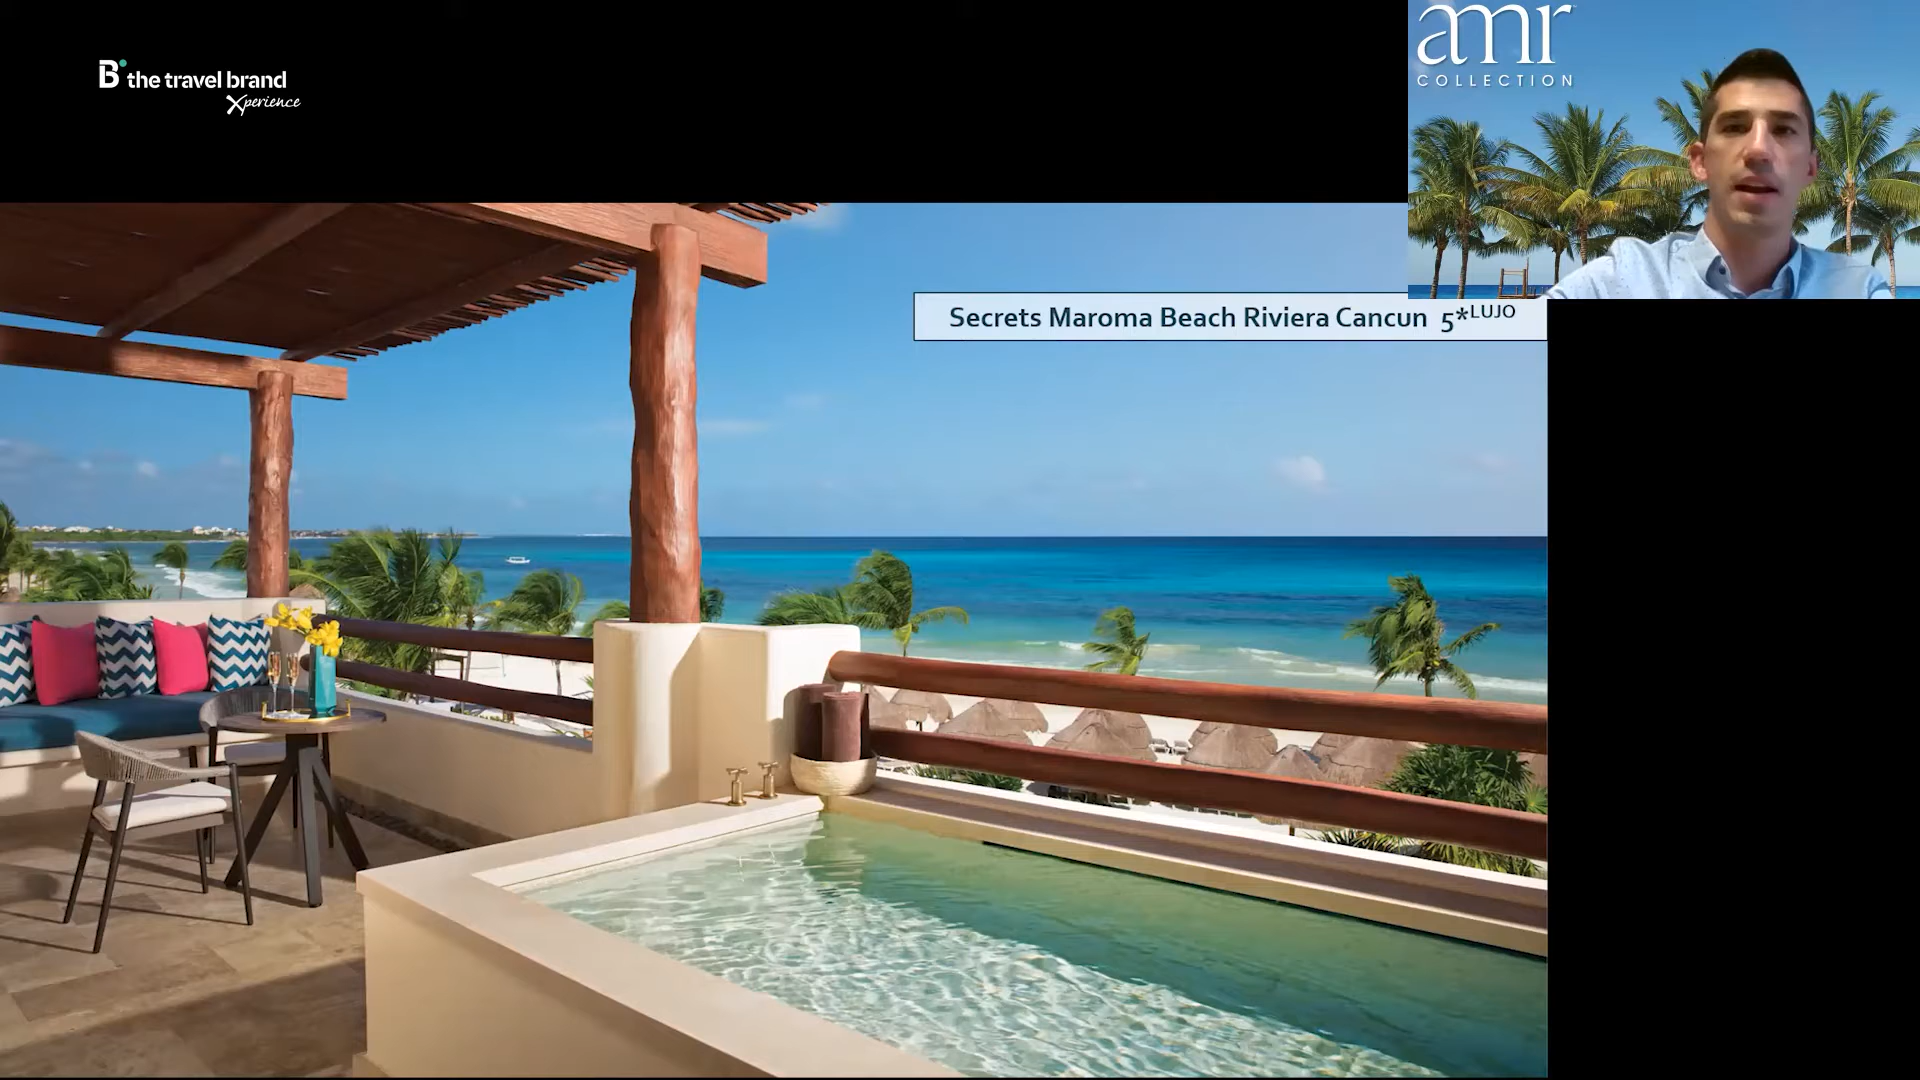 B the travel brand
Xperience
amr
COLLECTION
Secrets Maroma Beach Riviera Cancun 5*LUJO